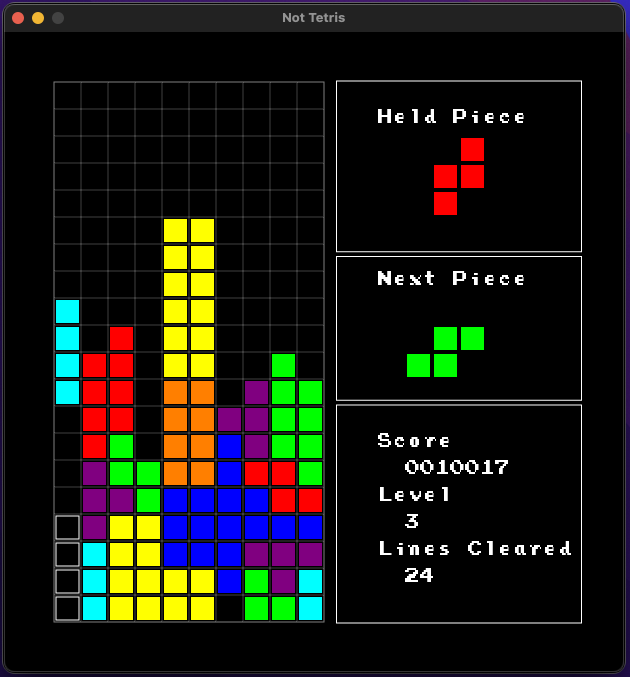 Not Tetris
Held Piece
Next Piece
Score
0010017
Level
3
Lines Cleared
24